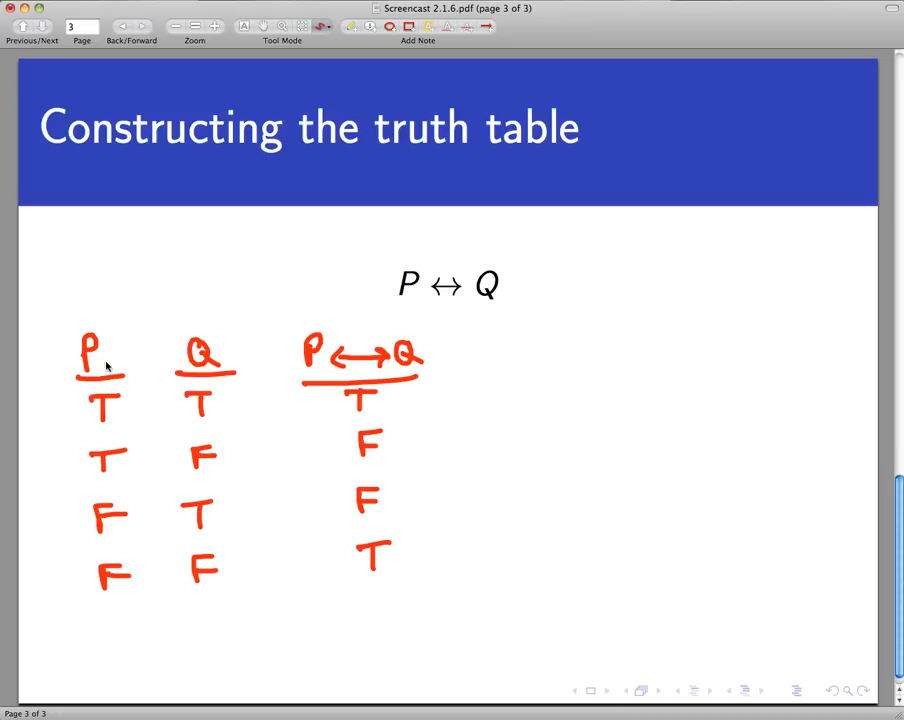 Screencast 2.1.6.pdf (page 3 of 3)
3
Previous/Next Page Back/Forward Zoom Tool Mode Add Note
Constructing the truth table
P ↔ Q
P Q P ↔ Q
T T T
T F F
F T F
F F T
Page 3 of 3